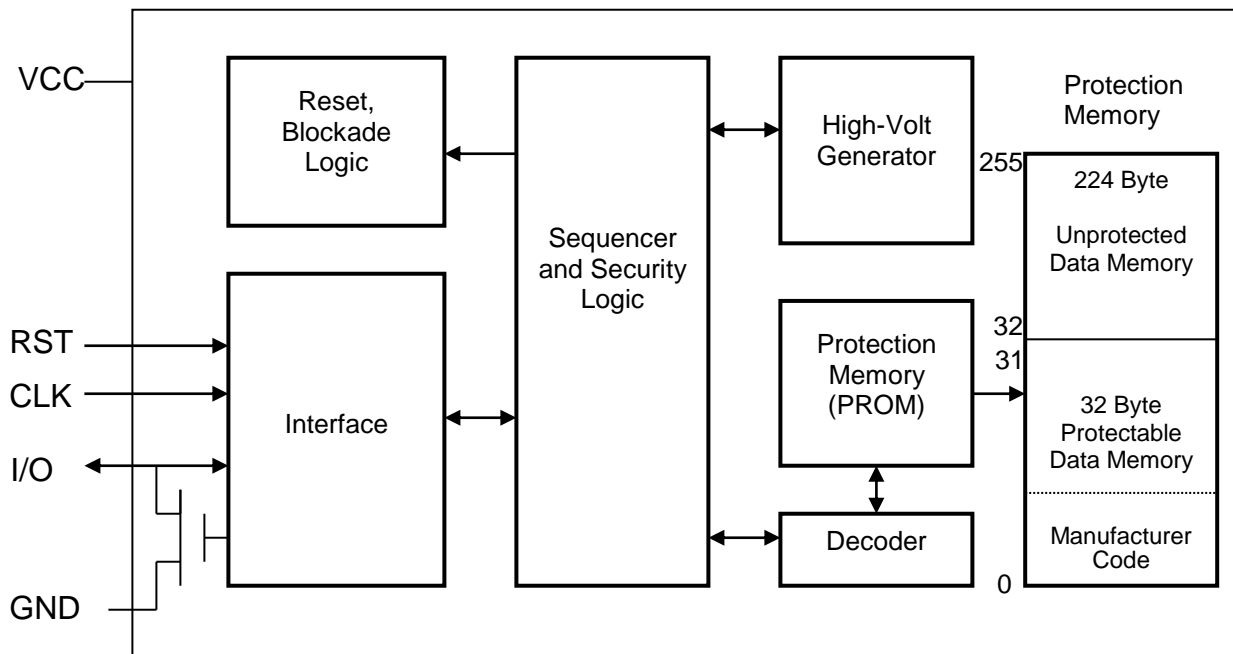 VCC
RST
CLK
I/O
GND
Reset,
Blockade
Logic
Interface
Sequencer
and Security
Logic
High-Volt
Generator
Protection
Memory
(PROM)
Decoder
Protection
Memory
255
224 Byte
Unprotected
Data Memory
32
31
32 Byte
Protectable
Data Memory
Manufacturer
Code
0